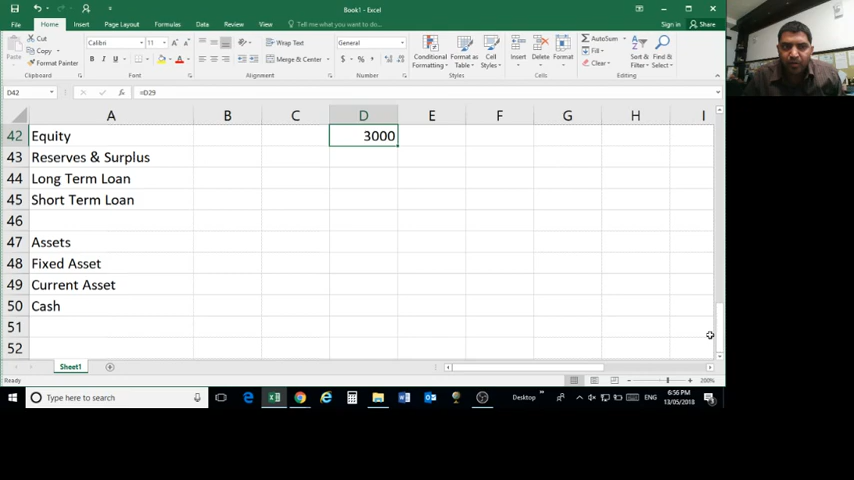 Book1 - Excel
Sign in
Share
File
Home
Insert
Page Layout
Formulas
Data
Review
View
Tell me what you want to do
Cut
Copy
Format Painter
Paste
Clipboard
Calibri
11
B I U
Font
Wrap Text
Merge & Center
Alignment
General
$ %
Number
Conditional Formatting
Format as Table
Cell Styles
Styles
Insert
Delete
Format
Cells
AutoSum
Fill
Clear
Sort & Filter
Find & Select
Editing
D42
fx
=D29
A B C D E F G H I
42 Equity 3000
43 Reserves & Surplus
44 Long Term Loan
45 Short Term Loan
46
47 Assets
48 Fixed Asset
49 Current Asset
50 Cash
51
52
Sheet1
Ready
200%
Type here to search
Desktop
ENG
6:56 PM
13/05/2018